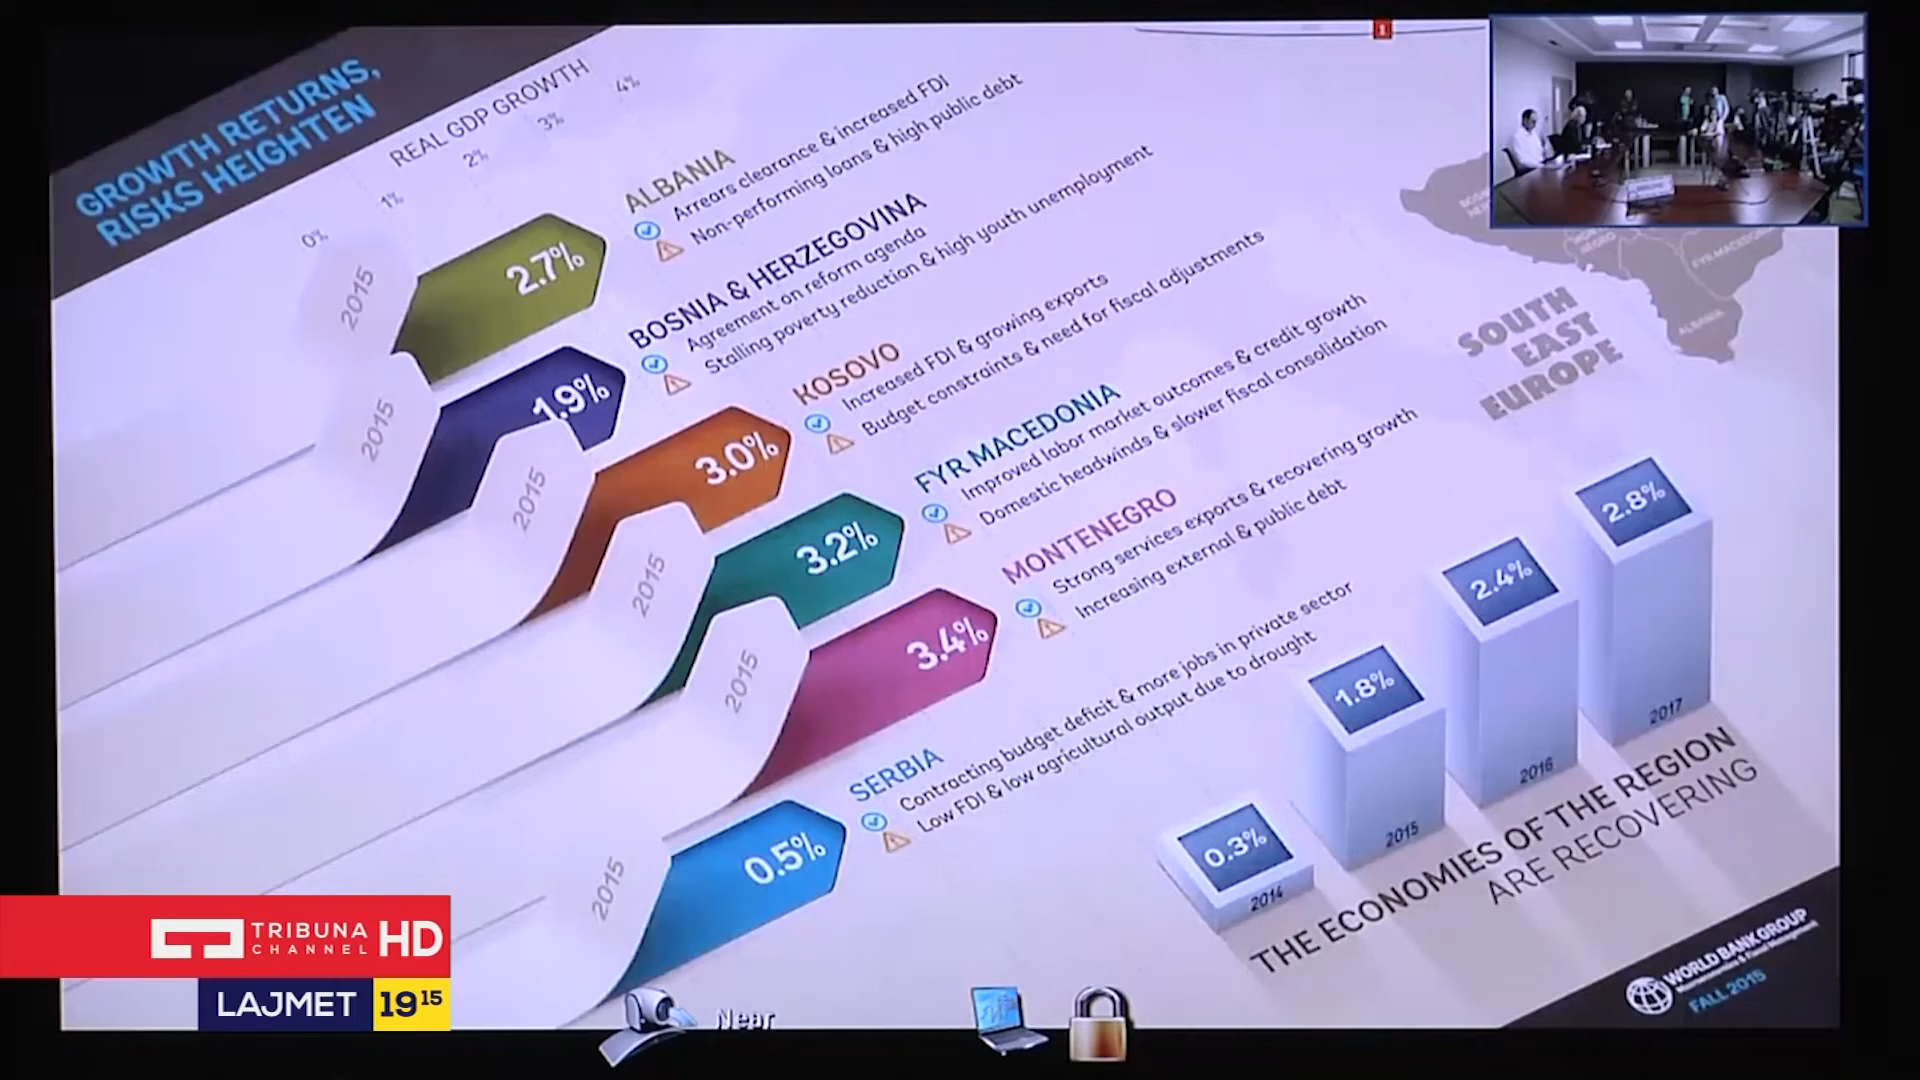 GROWTH RETURNS,
RISKS HEIGHTEN
REAL GDP GROWTH
0%
1%
2%
3%
4%
2015
2.7%
ALBANIA
Arrears clearance & increased FDI
Non-performing loans & high public debt
2015
1.9%
BOSNIA & HERZEGOVINA
Agreement on reform agenda
Stalling poverty reduction & high youth unemployment
2015
3.0%
KOSOVO
Increased FDI & growing exports
Budget constraints & need for fiscal adjustments
2015
3.2%
FYR MACEDONIA
Improved labor market outcomes & credit growth
Domestic headwinds & slower fiscal consolidation
2015
3.4%
MONTENEGRO
Strong services exports & recovering growth
Increasing external & public debt
2015
0.5%
SERBIA
Contracting budget deficit & more jobs in private sector
Low FDI & low agricultural output due to drought
FYR MACEDONIA
ALBANIA
SOUTH
EAST
EUROPE
0.3%
2014
1.8%
2015
2.4%
2016
2.8%
2017
THE ECONOMIES OF THE REGION
ARE RECOVERING
WORLD BANK GROUP
Macroeconomics & Fiscal Management
FALL 2015
Near
TRIBUNA
CHANNEL
HD
LAJMET 19 15